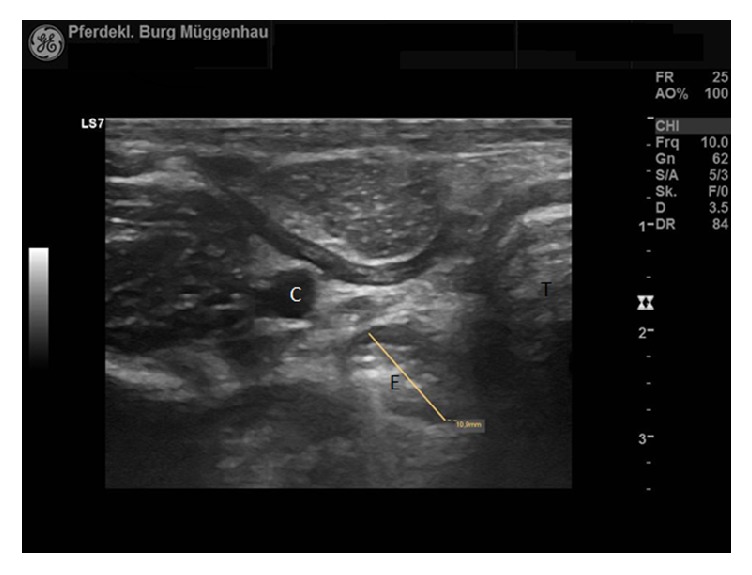 GE
Pferdekl. Burg Müggenhau
FR 25
AO% 100
LS7
CHI
Frq 10.0
Gn 62
S/A 5/3
Sk. F/0
D 3.5
1- DR 84
C
T
2-
E
10,9mm
3-